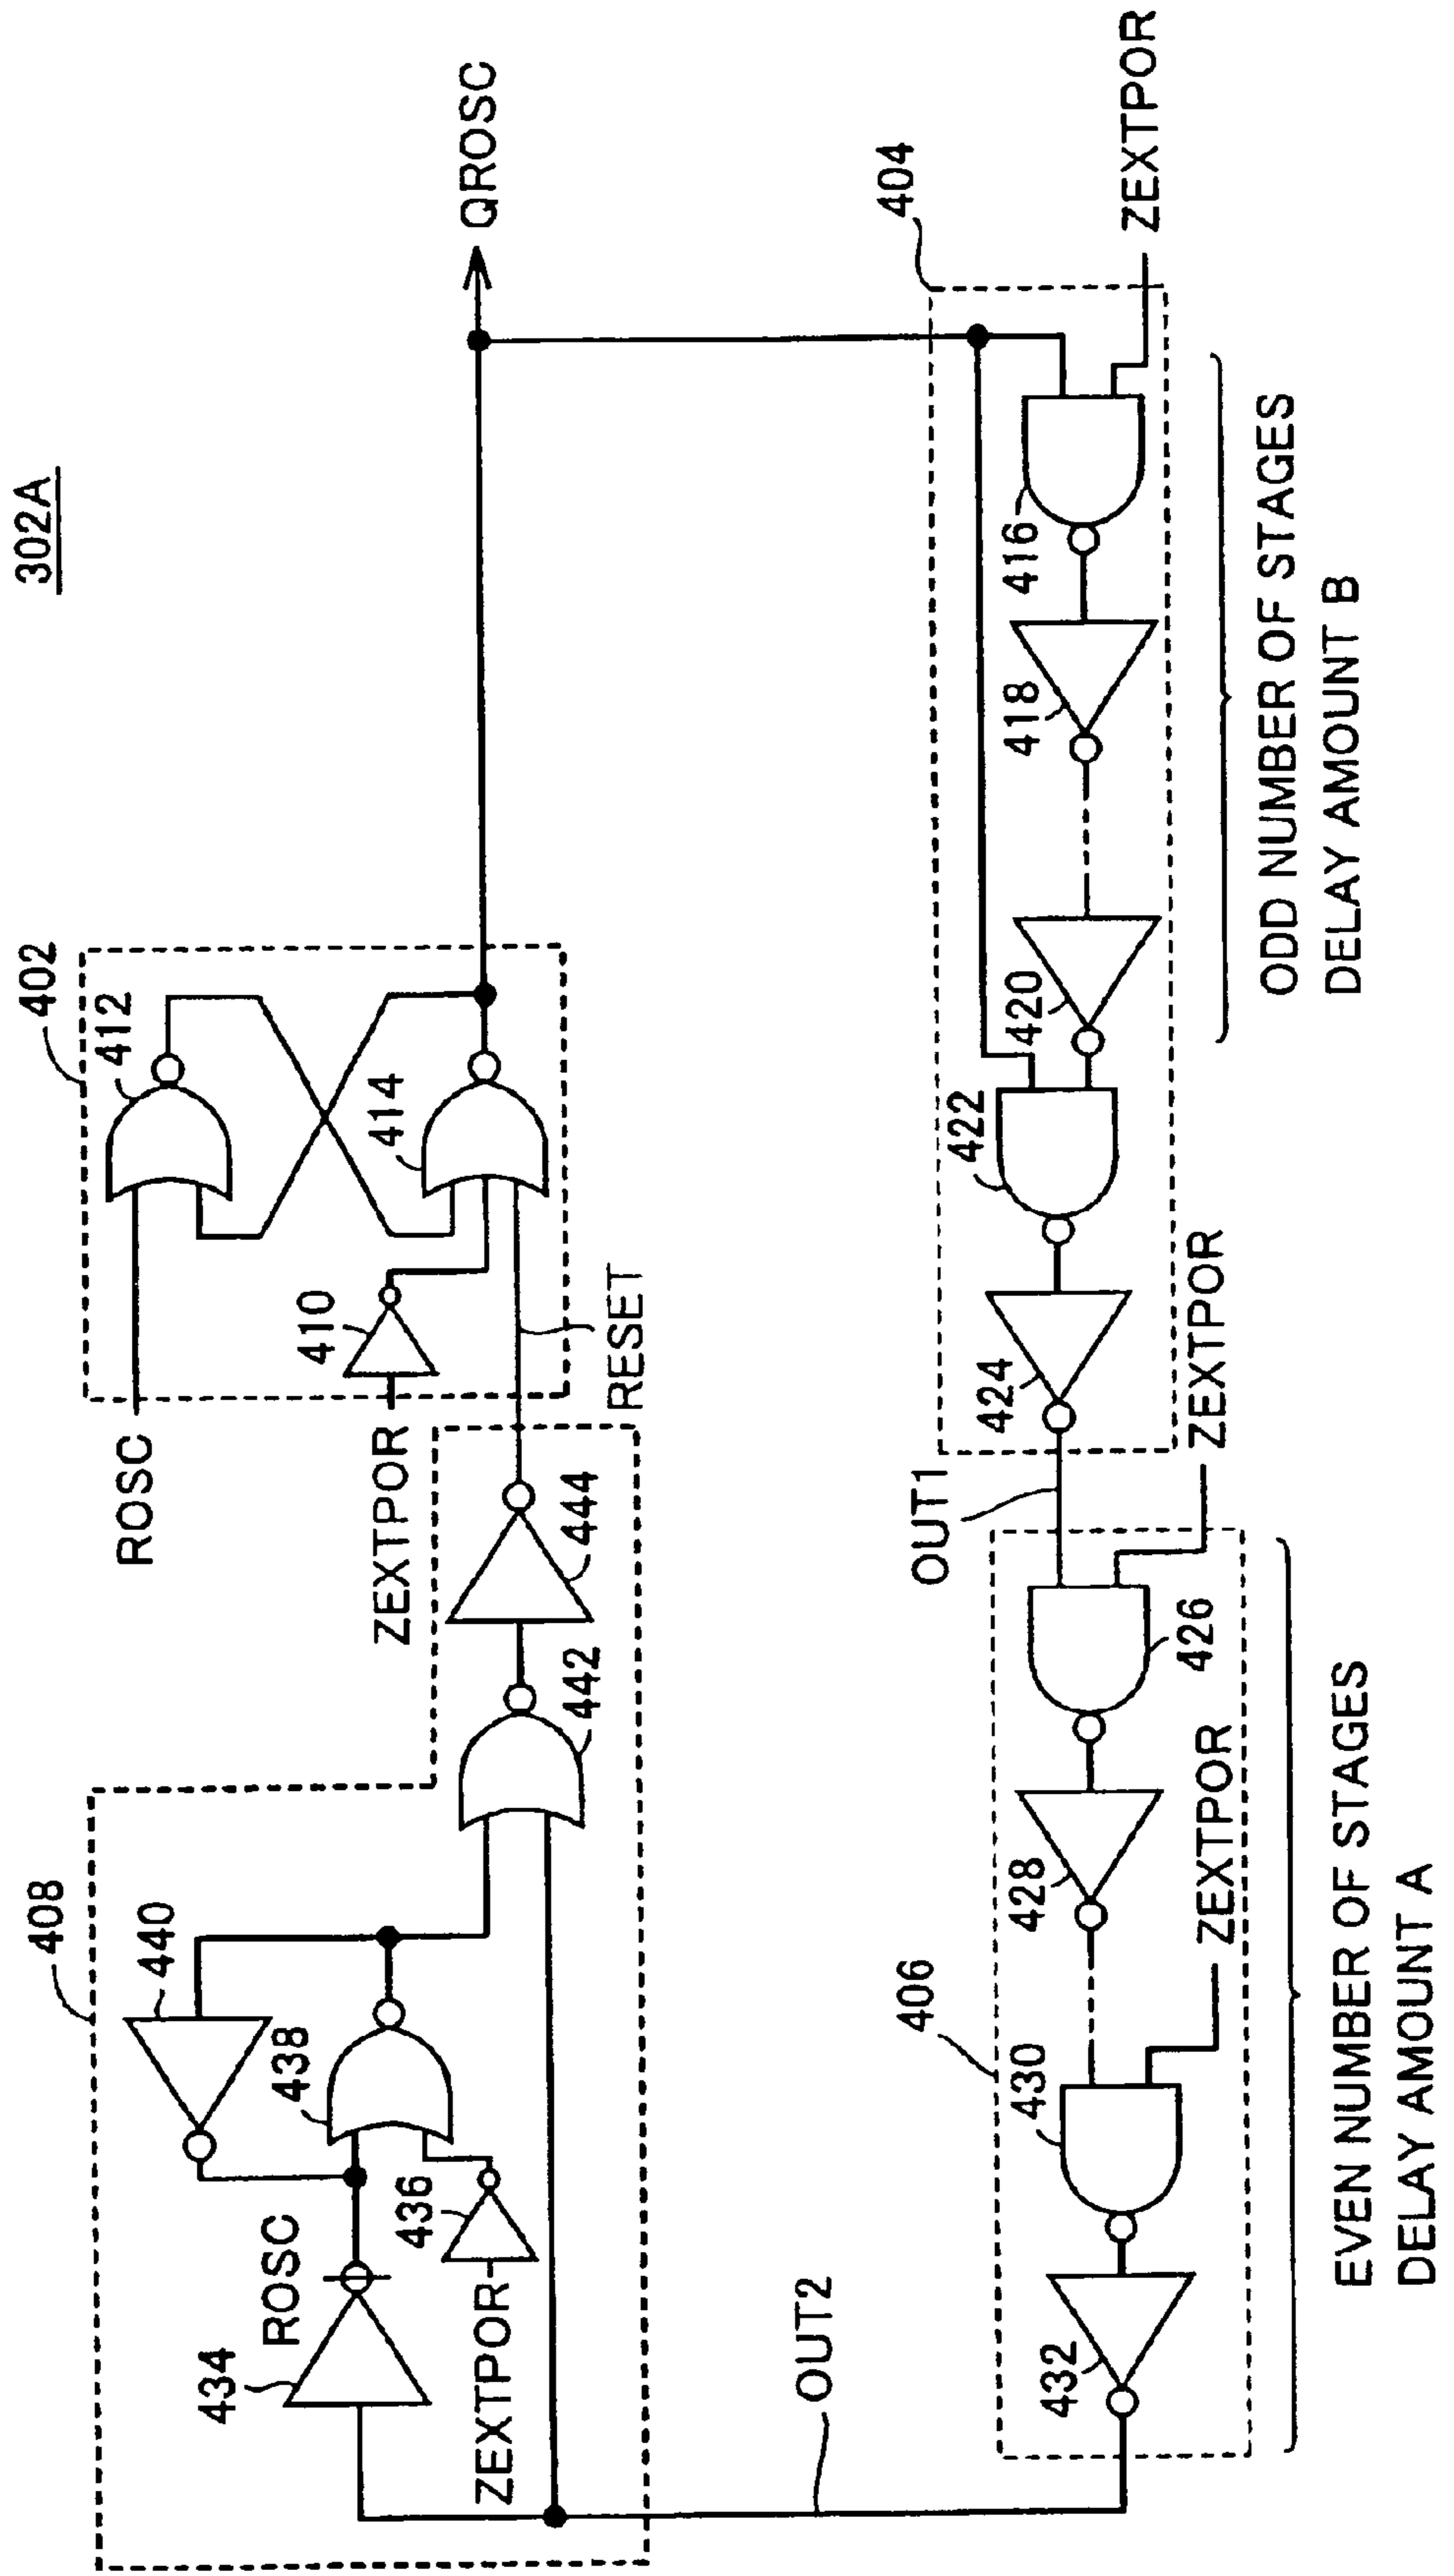 302A
408
440
434
ROSC
438
436
ZEXTPOR
442
444
RESET
ROSC
ZEXTPOR
402
412
410
414
QROSC
OUT2
406
432
430
ZEXTPOR
428
426
ZEXTPOR
EVEN NUMBER OF STAGES
DELAY AMOUNT A
OUT1
404
424
422
420
418
416
ZEXTPOR
ODD NUMBER OF STAGES
DELAY AMOUNT B